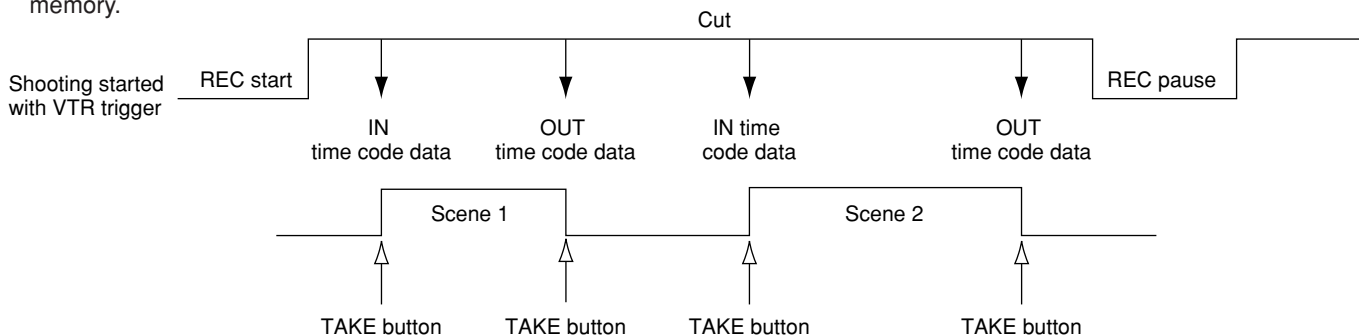 memory.
Cut
Shooting started
with VTR trigger
REC start
REC pause
IN
time code data
OUT
time code data
IN time
code data
OUT
time code data
Scene 1
Scene 2
TAKE button
TAKE button
TAKE button
TAKE button